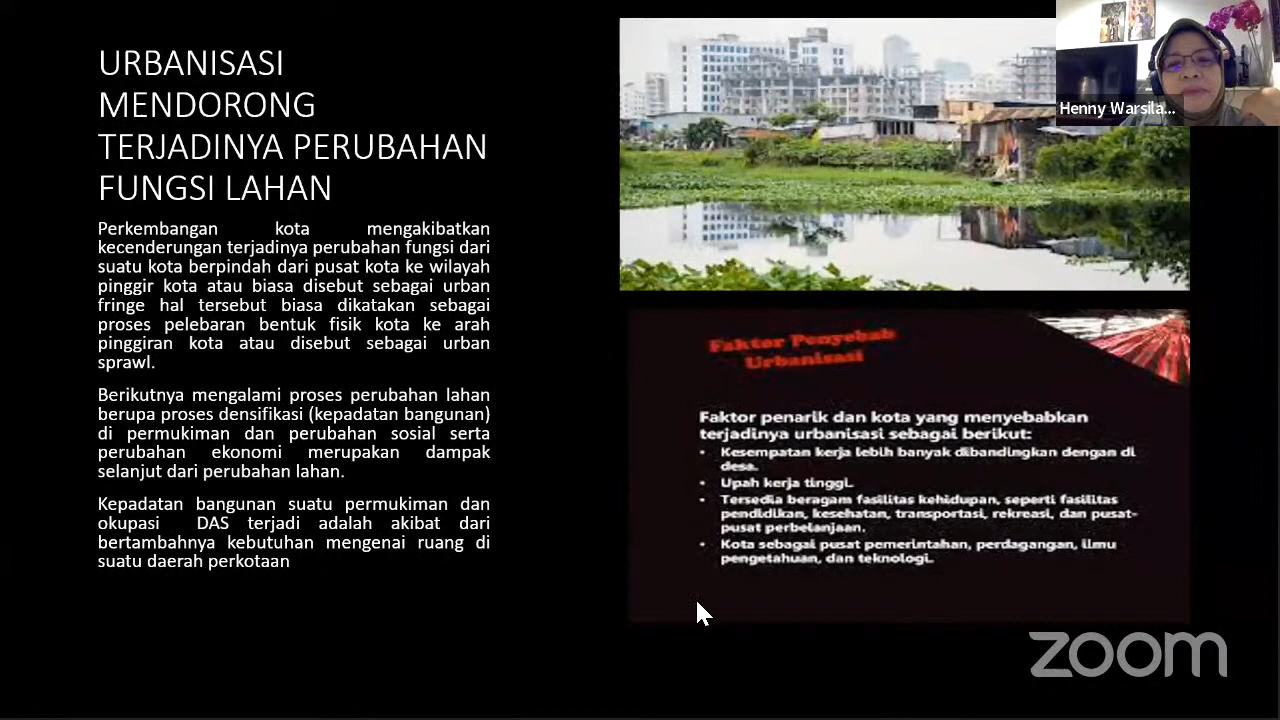 URBANISASI
MENDORONG
TERJADINYA PERUBAHAN
FUNGSI LAHAN
Perkembangan kota mengakibatkan
kecenderungan terjadinya perubahan fungsi dari
suatu kota berpindah dari pusat kota ke wilayah
pinggir kota atau biasa disebut sebagai urban
fringe hal tersebut biasa dikatakan sebagai
proses pelebaran bentuk fisik kota ke arah
pinggiran kota atau disebut sebagai urban
sprawl.
Berikutnya mengalami proses perubahan lahan
berupa proses densifikasi (kepadatan bangunan)
di permukiman dan perubahan sosial serta
perubahan ekonomi merupakan dampak
selanjut dari perubahan lahan.
Kepadatan bangunan suatu permukiman dan
okupasi DAS terjadi adalah akibat dari
bertambahnya kebutuhan mengenai ruang di
suatu daerah perkotaan
Henny Warsila...
Faktor Penyebab
Urbanisasi
Faktor penarik dan kota yang menyebabkan
terjadinya urbanisasi sebagai berikut:
• Kesempatan kerja lebih banyak dibandingkan dengan di
desa.
• Upah kerja tinggi.
• Tersedia beragam fasilitas kehidupan, seperti fasilitas
pendidikan, kesehatan, transportasi, rekreasi, dan pusat-
pusat perbelanjaan.
• Kota sebagai pusat pemerintahan, perdagangan, ilmu
pengetahuan, dan teknologi.
zoom